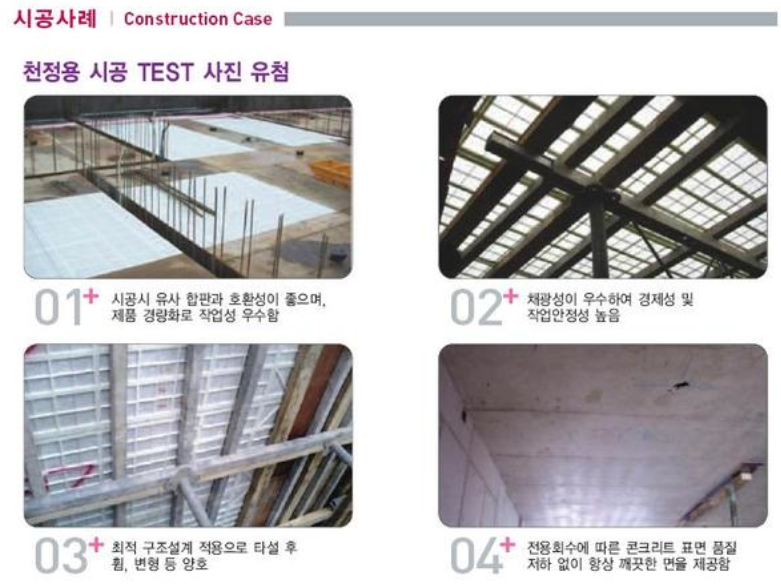 시공사례 | Construction Case
천정용 시공 TEST 사진 유첨
01+ 시공시 유사 합판과 호환성이 좋으며,
제품 경량화로 작업성 우수함
02+ 채광성이 우수하여 경제성 및
작업안정성 높음
03+ 최적 구조설계 적용으로 타설 후
휨, 변형 등 양호
04+ 전용회수에 따른 콘크리트 표면 품질
저하 없이 항상 깨끗한 면을 제공함